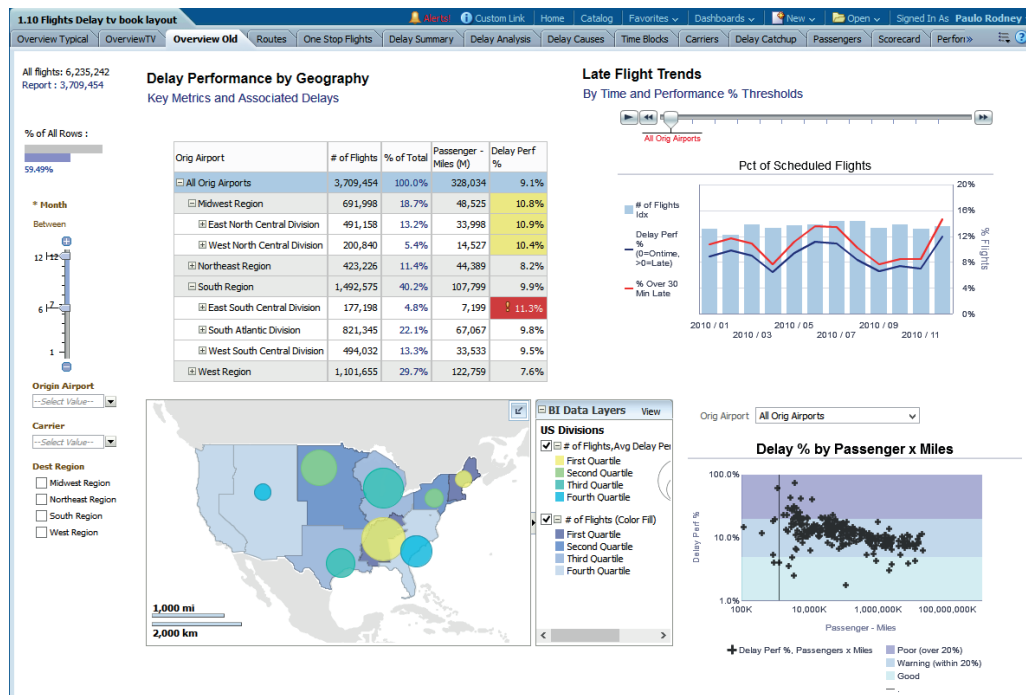 1.10 Flights Delay tv book layout
Alerts! Custom Link Home Catalog Favorites Dashboards New Open Signed In As Paulo Rodney
Overview Typical OverviewTV Overview Old Routes One Stop Flights Delay Summary Delay Analysis Delay Causes Time Blocks Carriers Delay Catchup Passengers Scorecard Perform»
All flights: 6,235,242
Report : 3,709,454
% of All Rows :
59.49%
* Month
Between
12 12
6 7
1
Origin Airport
--Select Value--
Carrier
--Select Value--
Dest Region
Midwest Region
Northeast Region
South Region
West Region
Delay Performance by Geography
Key Metrics and Associated Delays
Orig Airport # of Flights % of Total Passenger - Miles (M) Delay Perf %
All Orig Airports 3,709,454 100.0% 328,034 9.1%
Midwest Region 691,998 18.7% 48,525 10.8%
East North Central Division 491,158 13.2% 33,998 10.9%
West North Central Division 200,840 5.4% 14,527 10.4%
Northeast Region 423,226 11.4% 44,389 8.2%
South Region 1,492,575 40.2% 107,799 9.9%
East South Central Division 177,198 4.8% 7,199 11.3%
South Atlantic Division 821,345 22.1% 67,067 9.8%
West South Central Division 494,032 13.3% 33,533 9.5%
West Region 1,101,655 29.7% 122,759 7.6%
1,000 mi
2,000 km
BI Data Layers View
US Divisions
# of Flights,Avg Delay Per
First Quartile
Second Quartile
Third Quartile
Fourth Quartile
# of Flights (Color Fill)
First Quartile
Second Quartile
Third Quartile
Fourth Quartile
Late Flight Trends
By Time and Performance % Thresholds
All Orig Airports
Pct of Scheduled Flights
# of Flights
Idx
Delay Perf
%
(0=Ontime,
>0=Late)
% Over 30
Min Late
20%
16%
12%
8%
4%
0%
% Flights
2010 / 01 2010 / 05 2010 / 09
2010 / 03 2010 / 07 2010 / 11
Orig Airport All Orig Airports
Delay % by Passenger x Miles
100.0%
10.0%
1.0%
Delay Perf %
100K 10,000K 1,000,000K 100,000,000K
Passenger - Miles
Delay Perf %, Passengers x Miles
Poor (over 20%)
Warning (within 20%)
Good